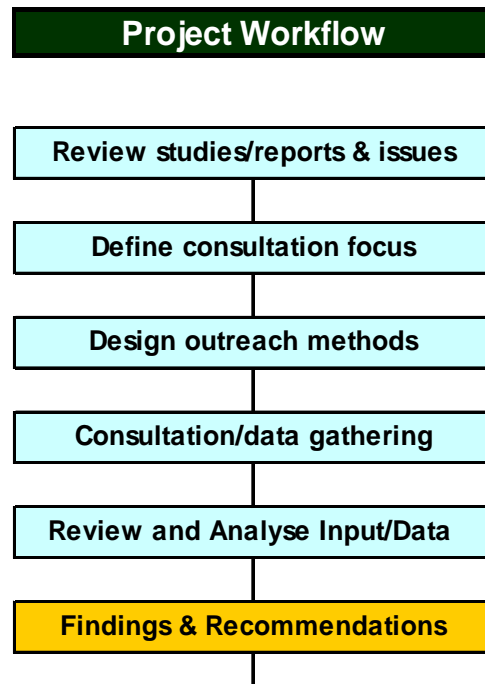 Project Workflow
Review studies/reports & issues
Define consultation focus
Design outreach methods
Consultation/data gathering
Review and Analyse Input/Data
Findings & Recommendations